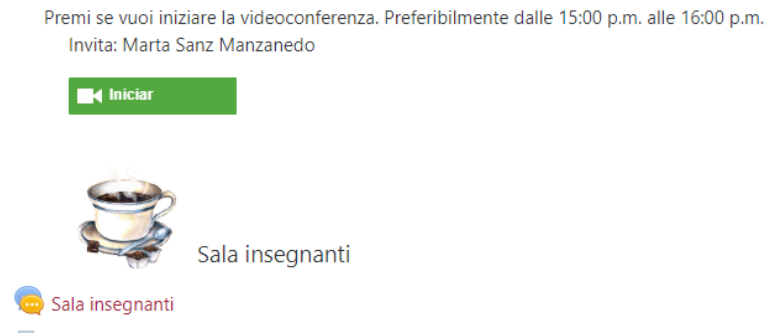 Premi se vuoi iniziare la videoconferenza. Preferibilmente dalle 15:00 p.m. alle 16:00 p.m.
Invita: Marta Sanz Manzanedo
Iniciar
Sala insegnanti
Sala insegnanti